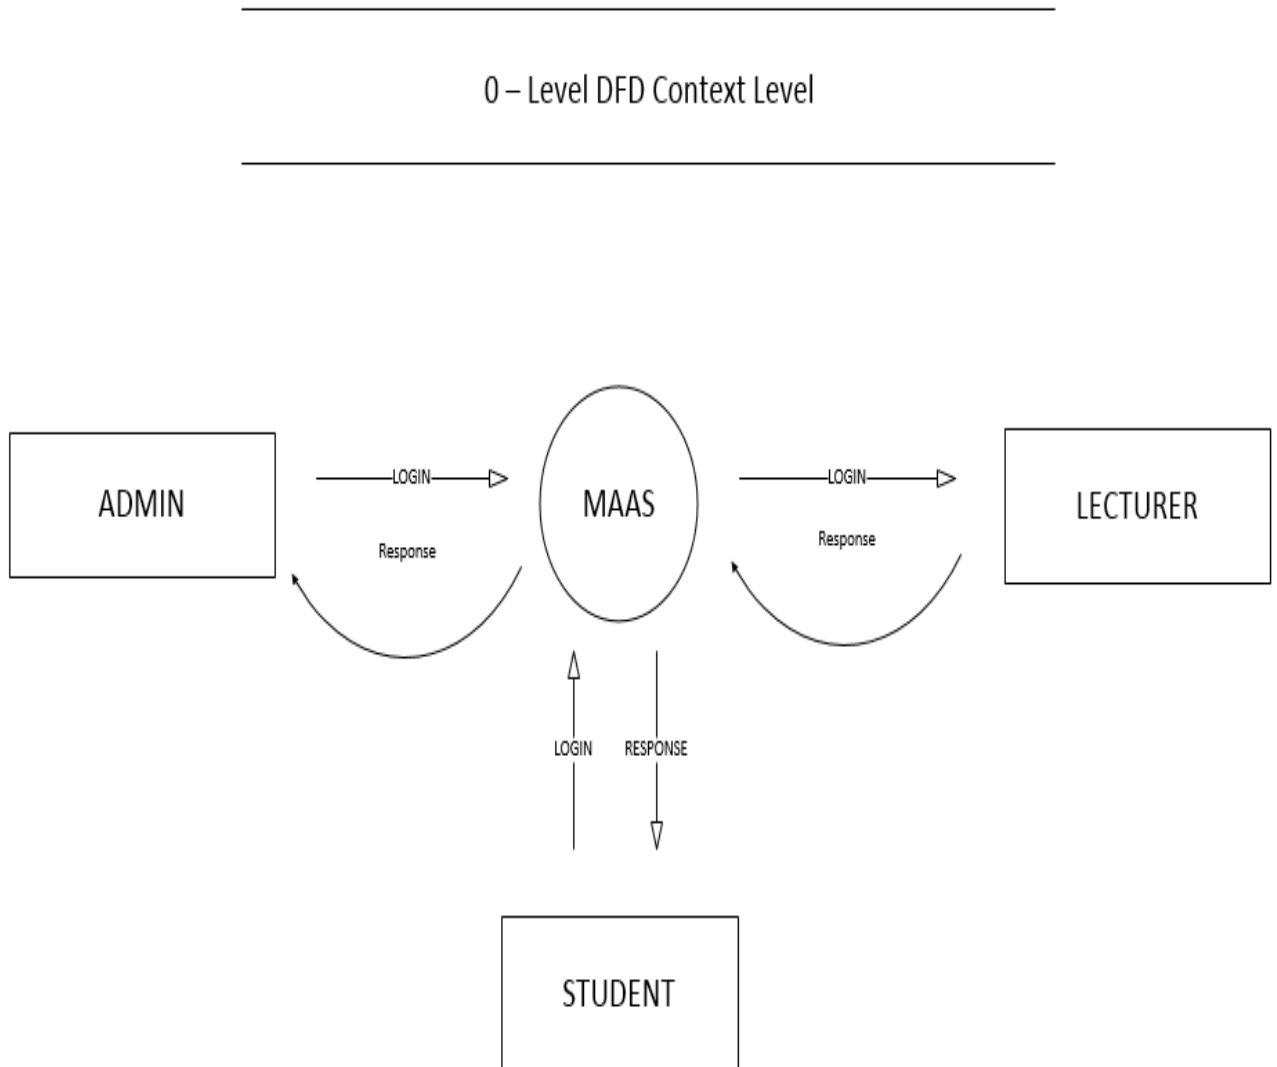 0 – Level DFD Context Level
ADMIN
LOGIN
Response
MAAS
LOGIN
Response
LECTURER
LOGIN
RESPONSE
STUDENT